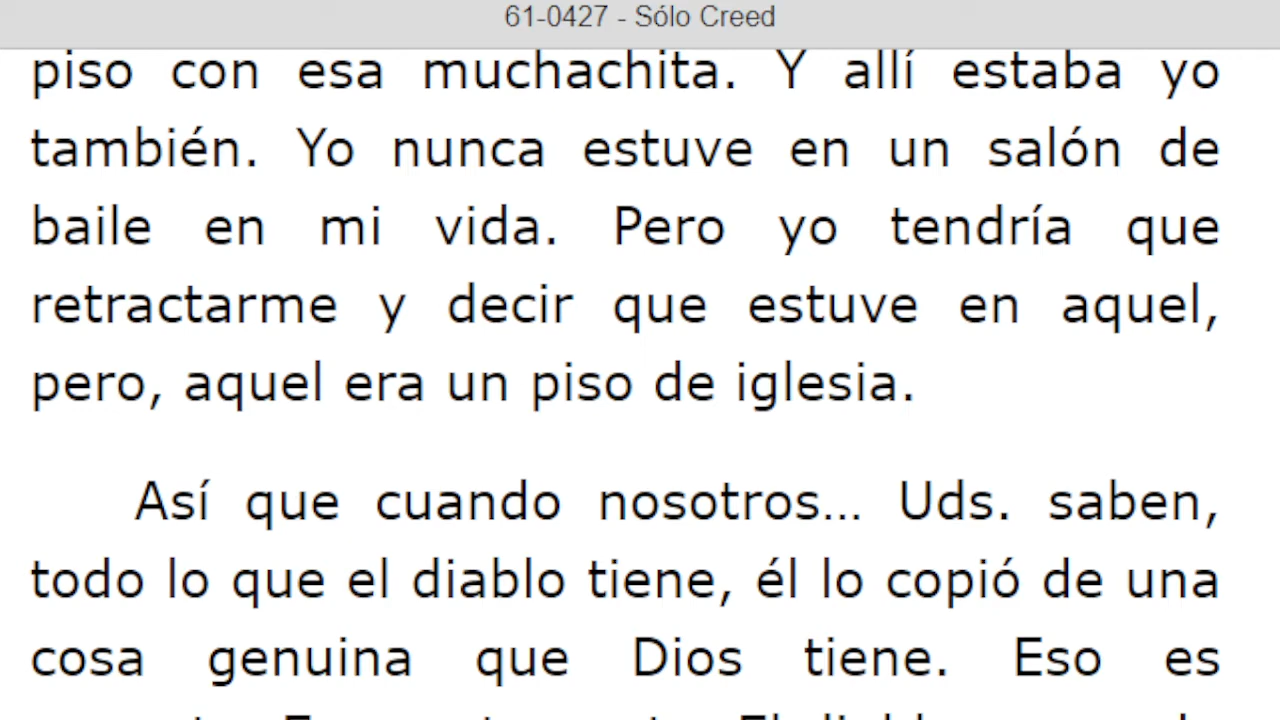 61-0427 - Sólo Creed
piso con esa muchachita. Y allí estaba yo
también. Yo nunca estuve en un salón de
baile en mi vida. Pero yo tendría que
retractarme y decir que estuve en aquel,
pero, aquel era un piso de iglesia.
Así que cuando nosotros... Uds. saben,
todo lo que el diablo tiene, él lo copió de una
cosa genuina que Dios tiene. Eso es